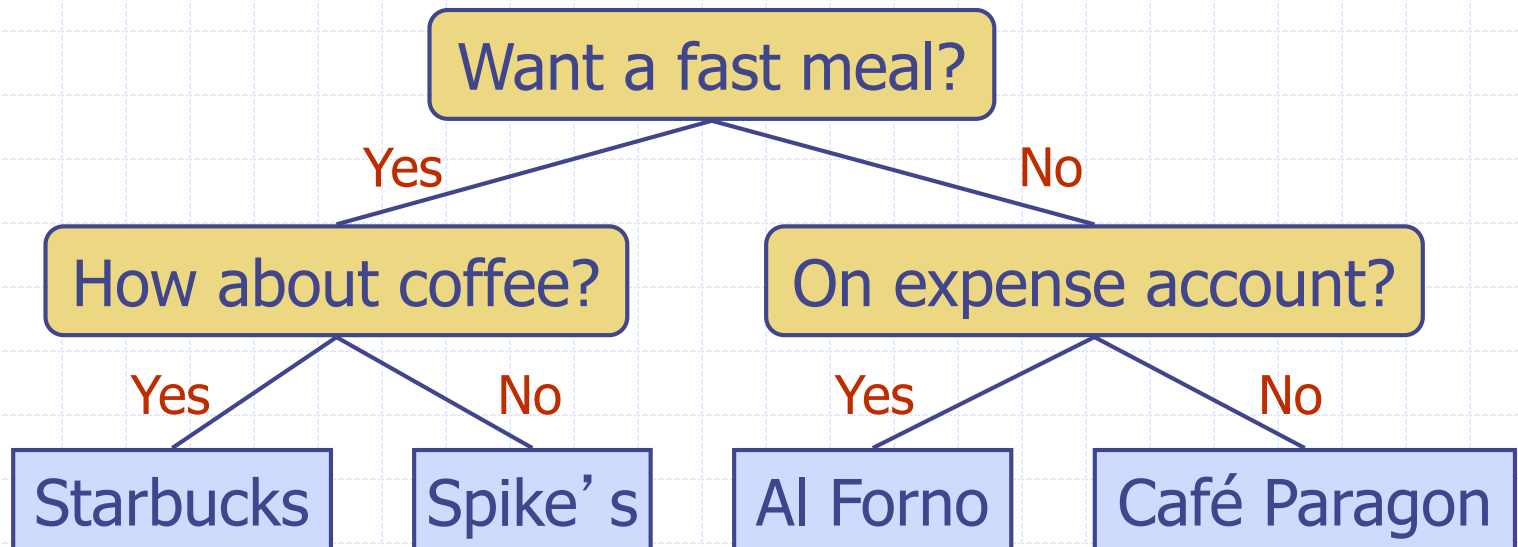 Want a fast meal?
Yes
No
How about coffee?
On expense account?
Yes
No
Yes
No
Starbucks
Spike’s
Al Forno
Café Paragon